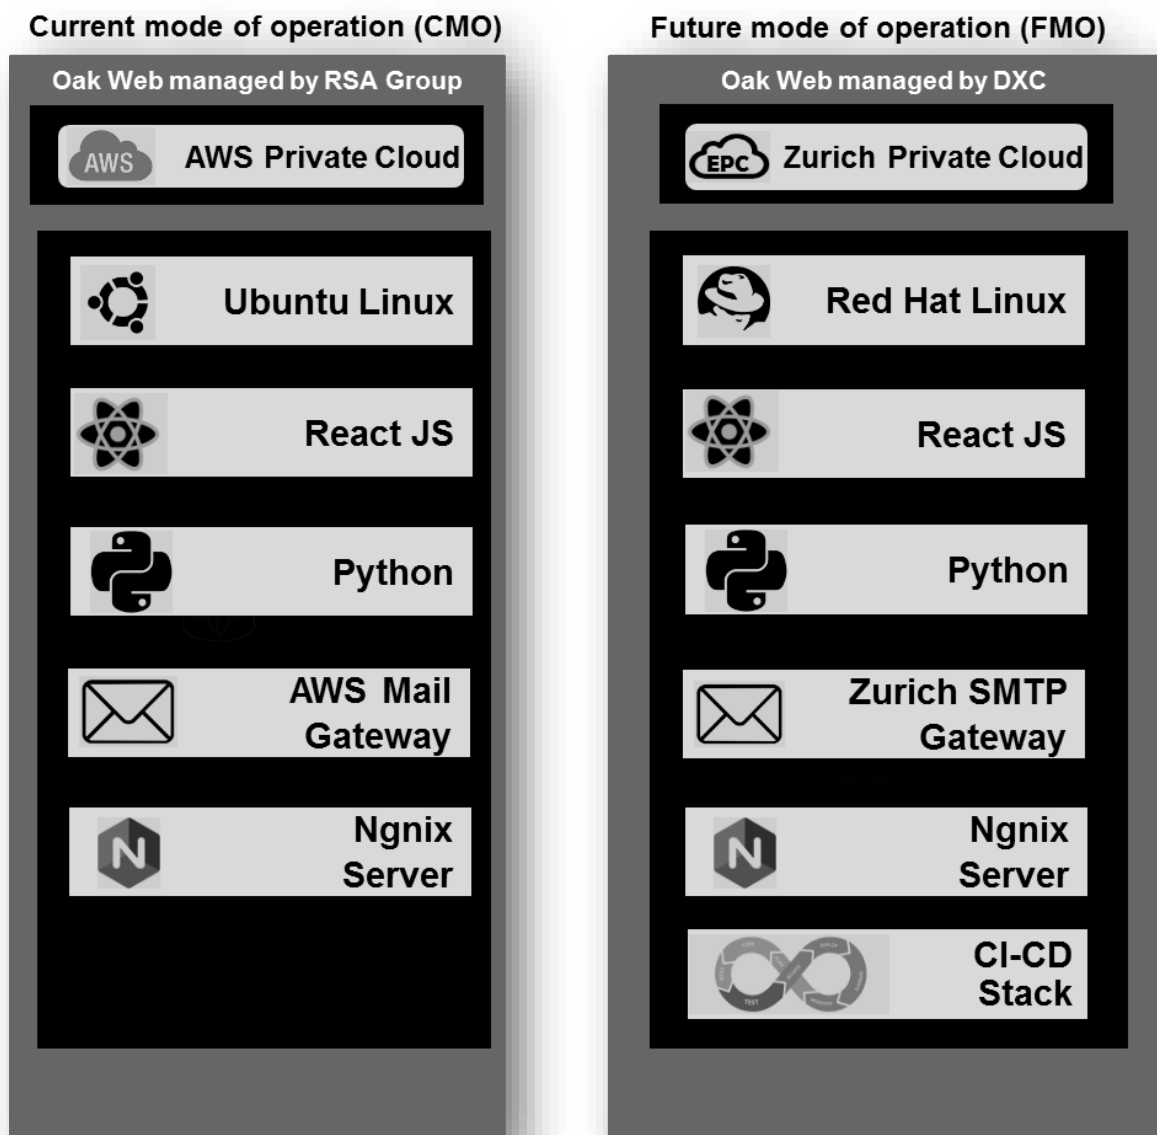 Current mode of operation (CMO)
Oak Web managed by RSA Group
AWS
AWS Private Cloud
Ubuntu Linux
React JS
Python
AWS Mail
Gateway
N
Ngnix
Server
Future mode of operation (FMO)
Oak Web managed by DXC
EPC
Zurich Private Cloud
Red Hat Linux
React JS
Python
Zurich SMTP
Gateway
N
Ngnix
Server
TEST
CI-CD
Stack